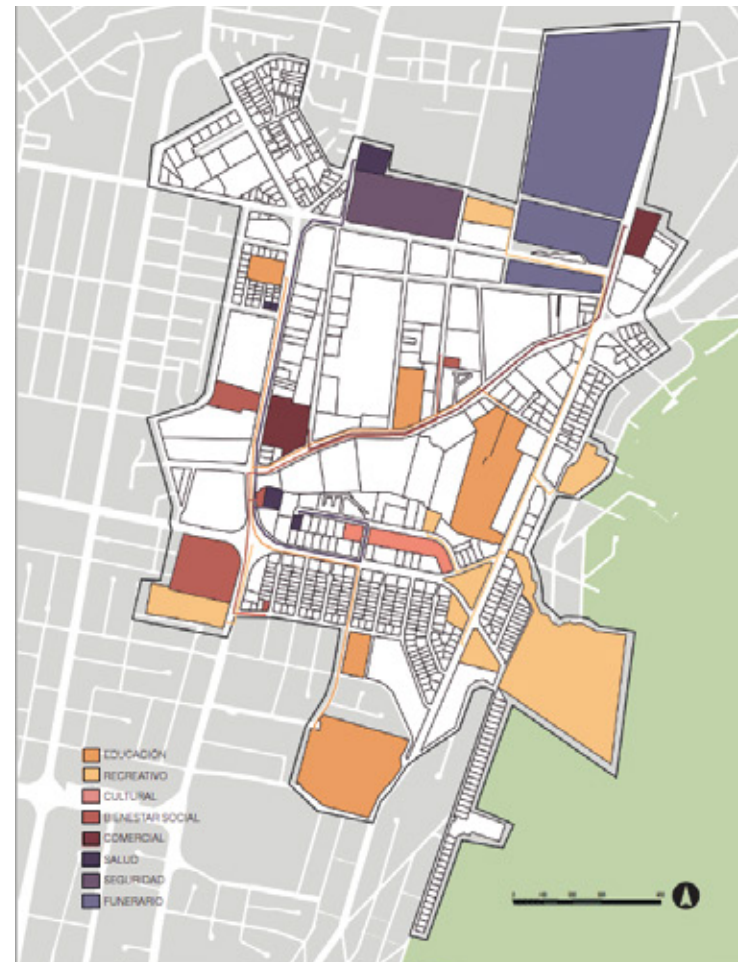 EDUCACIÓN
RECREATIVO
CULTURAL
BIENESTAR SOCIAL
COMERCIAL
SALUD
SEGURIDAD
FUNERARIO